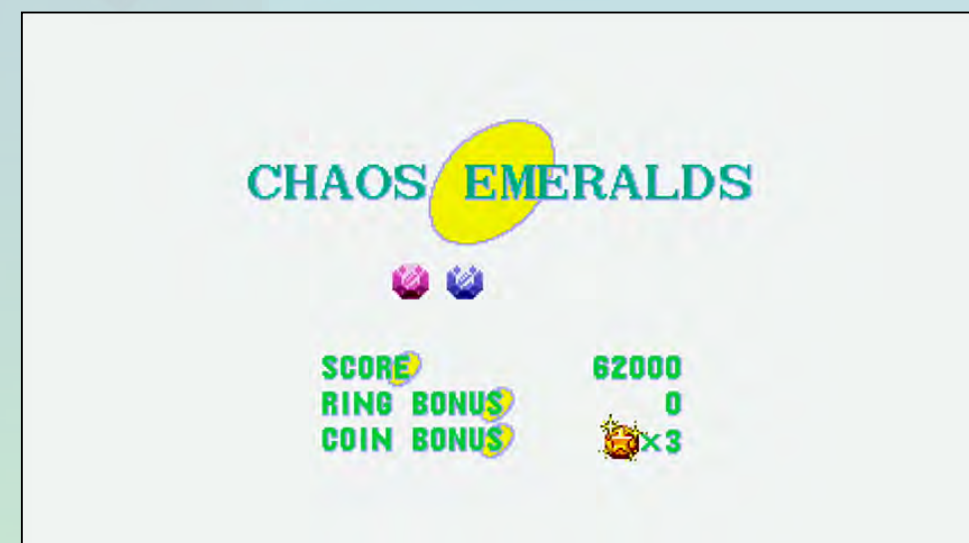 CHAOS EMERALDS
SCORE 62000
RING BONUS 0
COIN BONUS ×3